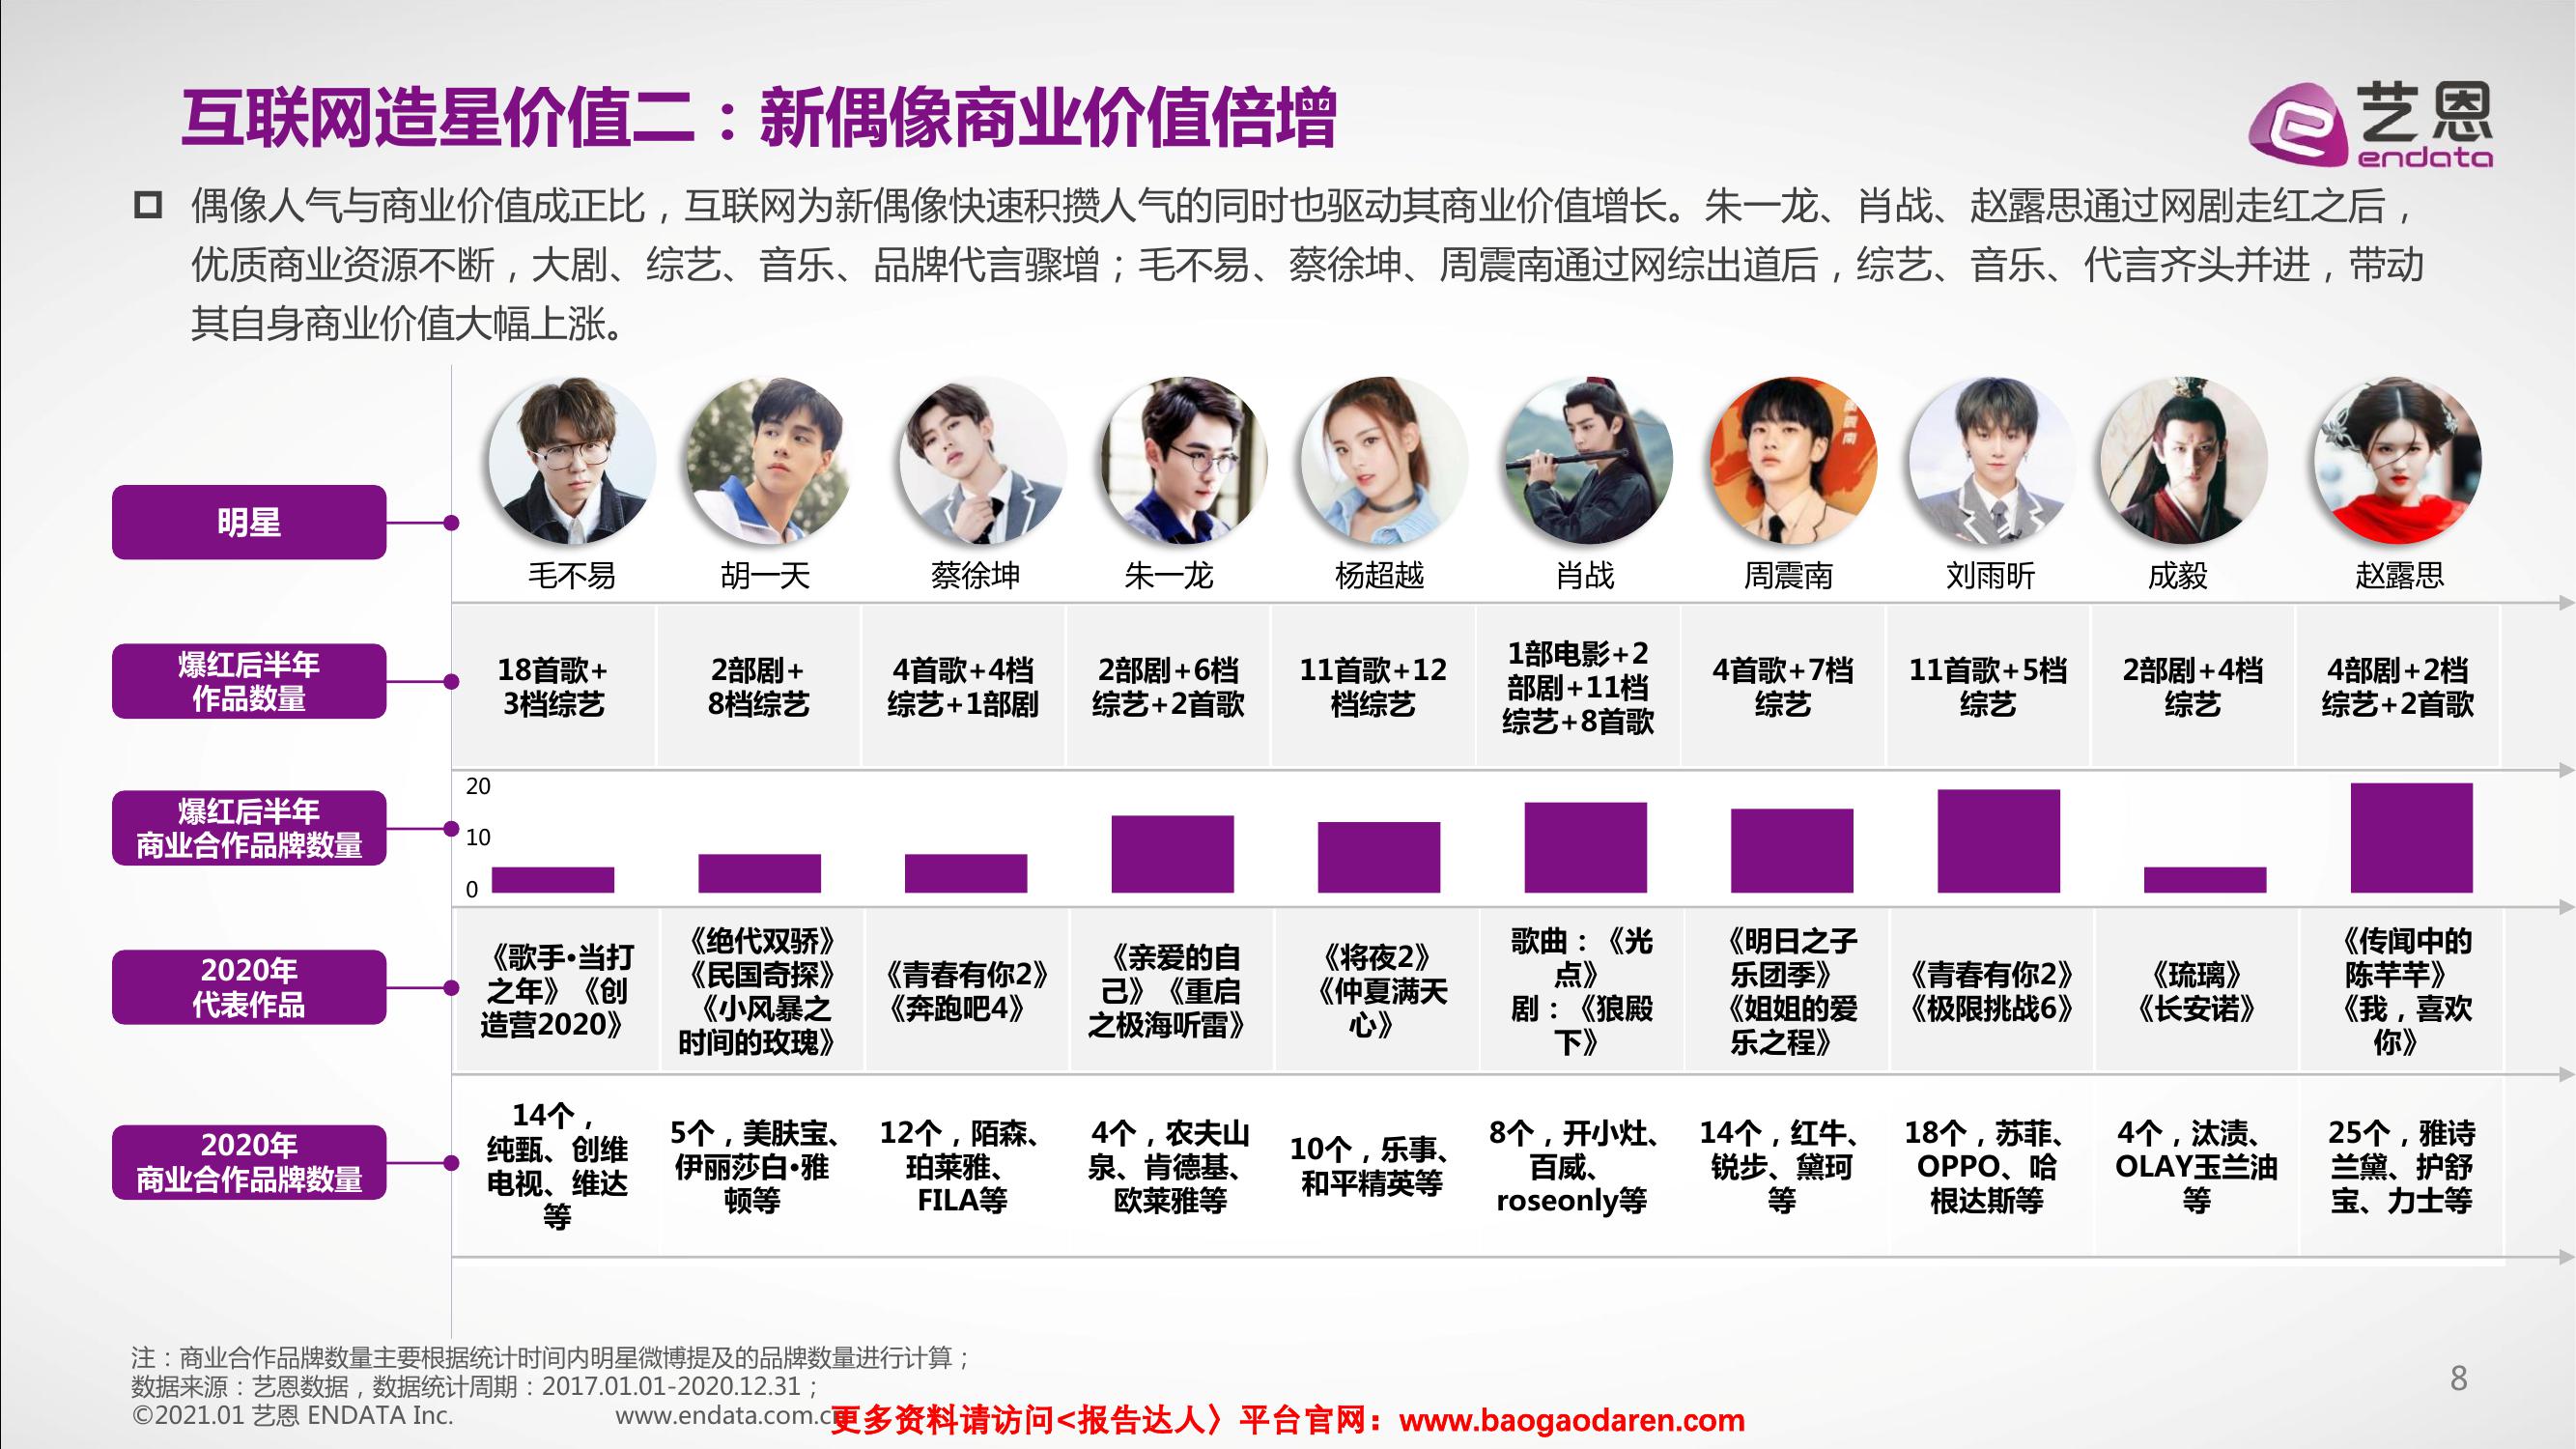 互联网造星价值二：新偶像商业价值倍增
艺恩
endata
偶像人气与商业价值成正比，互联网为新偶像快速积攒人气的同时也驱动其商业价值增长。朱一龙、肖战、赵露思通过网剧走红之后，
优质商业资源不断，大剧、综艺、音乐、品牌代言骤增；毛不易、蔡徐坤、周震南通过网综出道后，综艺、音乐、代言齐头并进，带动
其自身商业价值大幅上涨。
明星
毛不易
胡一天
蔡徐坤
朱一龙
杨超越
肖战
周震南
刘雨昕
成毅
赵露思
爆红后半年
作品数量
18首歌+
3档综艺
2部剧+
8档综艺
4首歌+4档
综艺+1部剧
2部剧+6档
综艺+2首歌
11首歌+12
档综艺
1部电影+2
部剧+11档
综艺+8首歌
4首歌+7档
综艺
11首歌+5档
综艺
2部剧+4档
综艺
4部剧+2档
综艺+2首歌
爆红后半年
商业合作品牌数量
20
10
0
2020年
代表作品
《歌手•当打
之年》《创
造营2020》
《绝代双骄》
《民国奇探》
《小风暴之
时间的玫瑰》
《青春有你2》
《奔跑吧4》
《亲爱的自
己》《重启
之极海听雷》
《将夜2》
《仲夏满天
心》
歌曲：《光
点》
剧：《狼殿
下》
《明日之子
乐团季》
《姐姐的爱
乐之程》
《青春有你2》
《极限挑战6》
《琉璃》
《长安诺》
《传闻中的
陈芊芊》
《我，喜欢
你》
2020年
商业合作品牌数量
14个，
纯甄、创维
电视、维达
等
5个，美肤宝、
伊丽莎白•雅
顿等
12个，陌森、
珀莱雅、
FILA等
4个，农夫山
泉、肯德基、
欧莱雅等
10个，乐事、
和平精英等
8个，开小灶、
百威、
roseonly等
14个，红牛、
锐步、黛珂
等
18个，苏菲、
OPPO、哈
根达斯等
4个，汰渍、
OLAY玉兰油
等
25个，雅诗
兰黛、护舒
宝、力士等
注：商业合作品牌数量主要根据统计时间内明星微博提及的品牌数量进行计算；
数据来源：艺恩数据，数据统计周期：2017.01.01-2020.12.31；
©2021.01 艺恩 ENDATA Inc. www.endata.com.cn
更多资料请访问<报告达人〉平台官网：www.baogaodaren.com
8